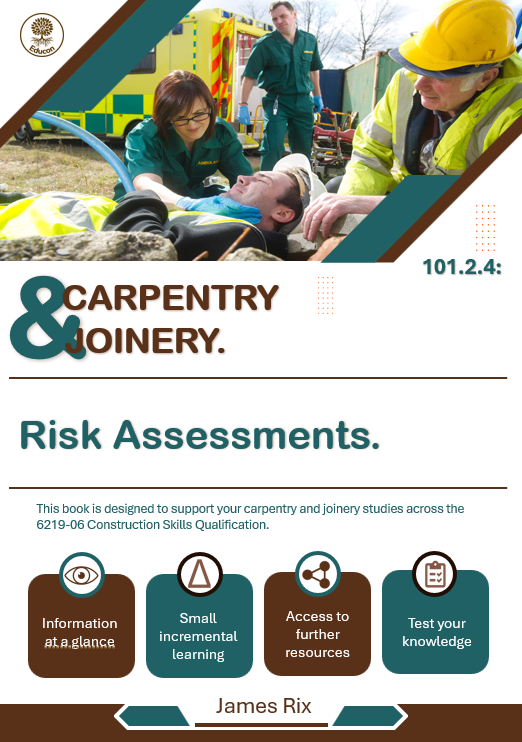 Educon
AMBULANCE
101.2.4:
&
CARPENTRY
JOINERY.
Risk Assessments.
This book is designed to support your carpentry and joinery studies across the
6219-06 Construction Skills Qualification.
Information
at a glance
Small
incremental
learning
Access to
further
resources
Test your
knowledge
James Rix